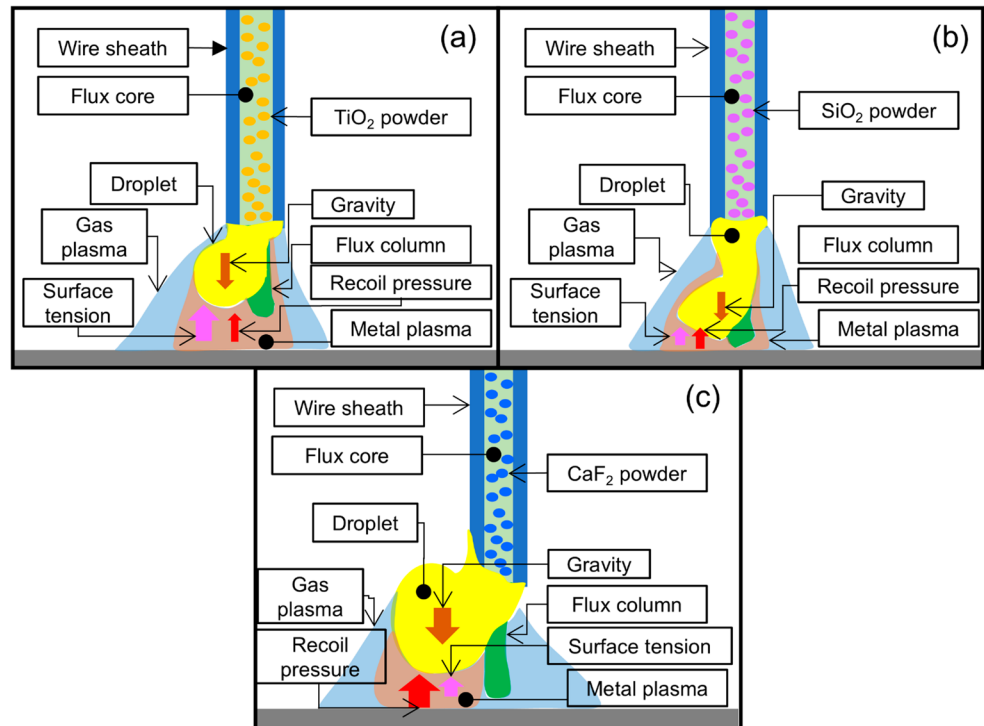 (a)
Wire sheath
Flux core
TiO₂ powder
Droplet
Gravity
Gas
plasma
Flux column
Surface
tension
Recoil pressure
Metal plasma
(b)
Wire sheath
Flux core
SiO₂ powder
Droplet
Gravity
Gas
plasma
Flux column
Surface
tension
Recoil pressure
Metal plasma
(c)
Wire sheath
Flux core
CaF₂ powder
Droplet
Gravity
Gas
plasma
Flux column
Recoil
pressure
Surface tension
Metal plasma